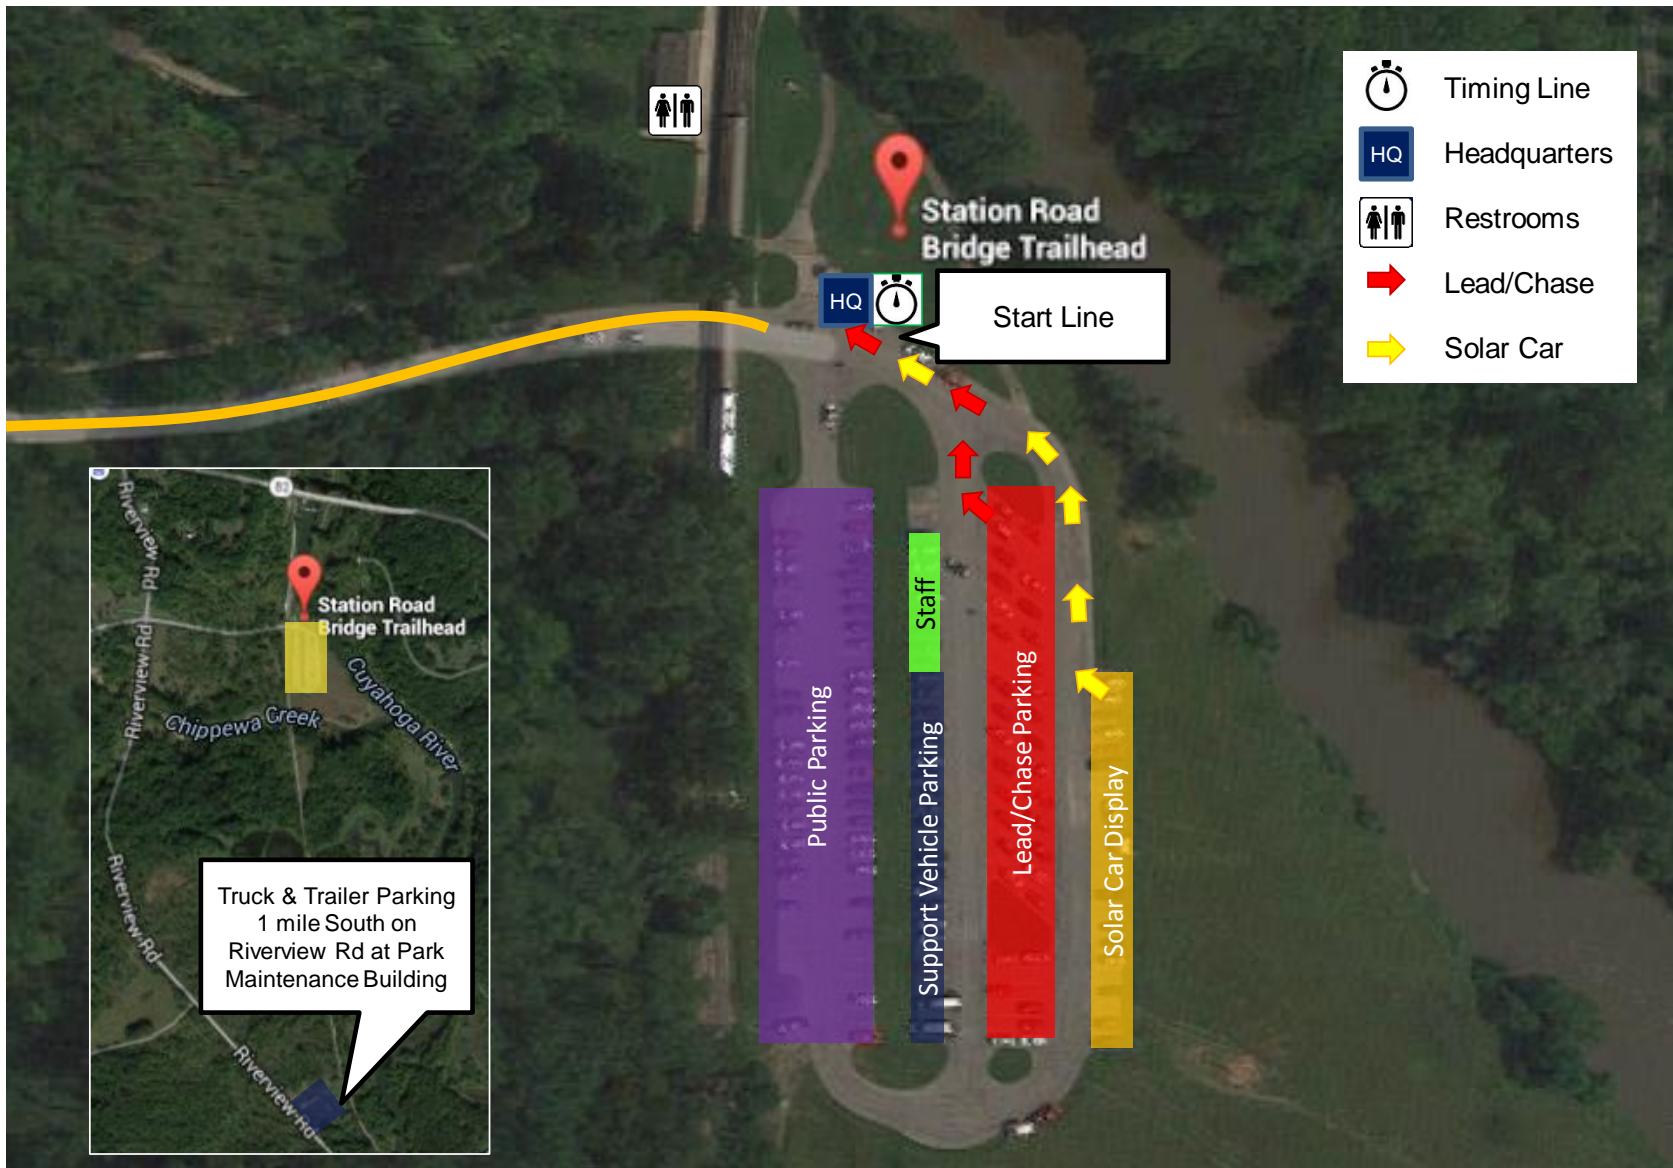 Timing Line
HQ
Headquarters
Restrooms
Lead/Chase
Solar Car
Station Road
Bridge Trailhead
HQ
Start Line
Public Parking
Staff
Support Vehicle Parking
Lead/Chase Parking
Solar Car Display
82
Riverview Rd
Riverview Rd
Station Road
Bridge Trailhead
Cuyahoga River
Chippewa Creek
Riverview Rd
Truck & Trailer Parking
1 mile South on
Riverview Rd at Park
Maintenance Building
Riverview Rd